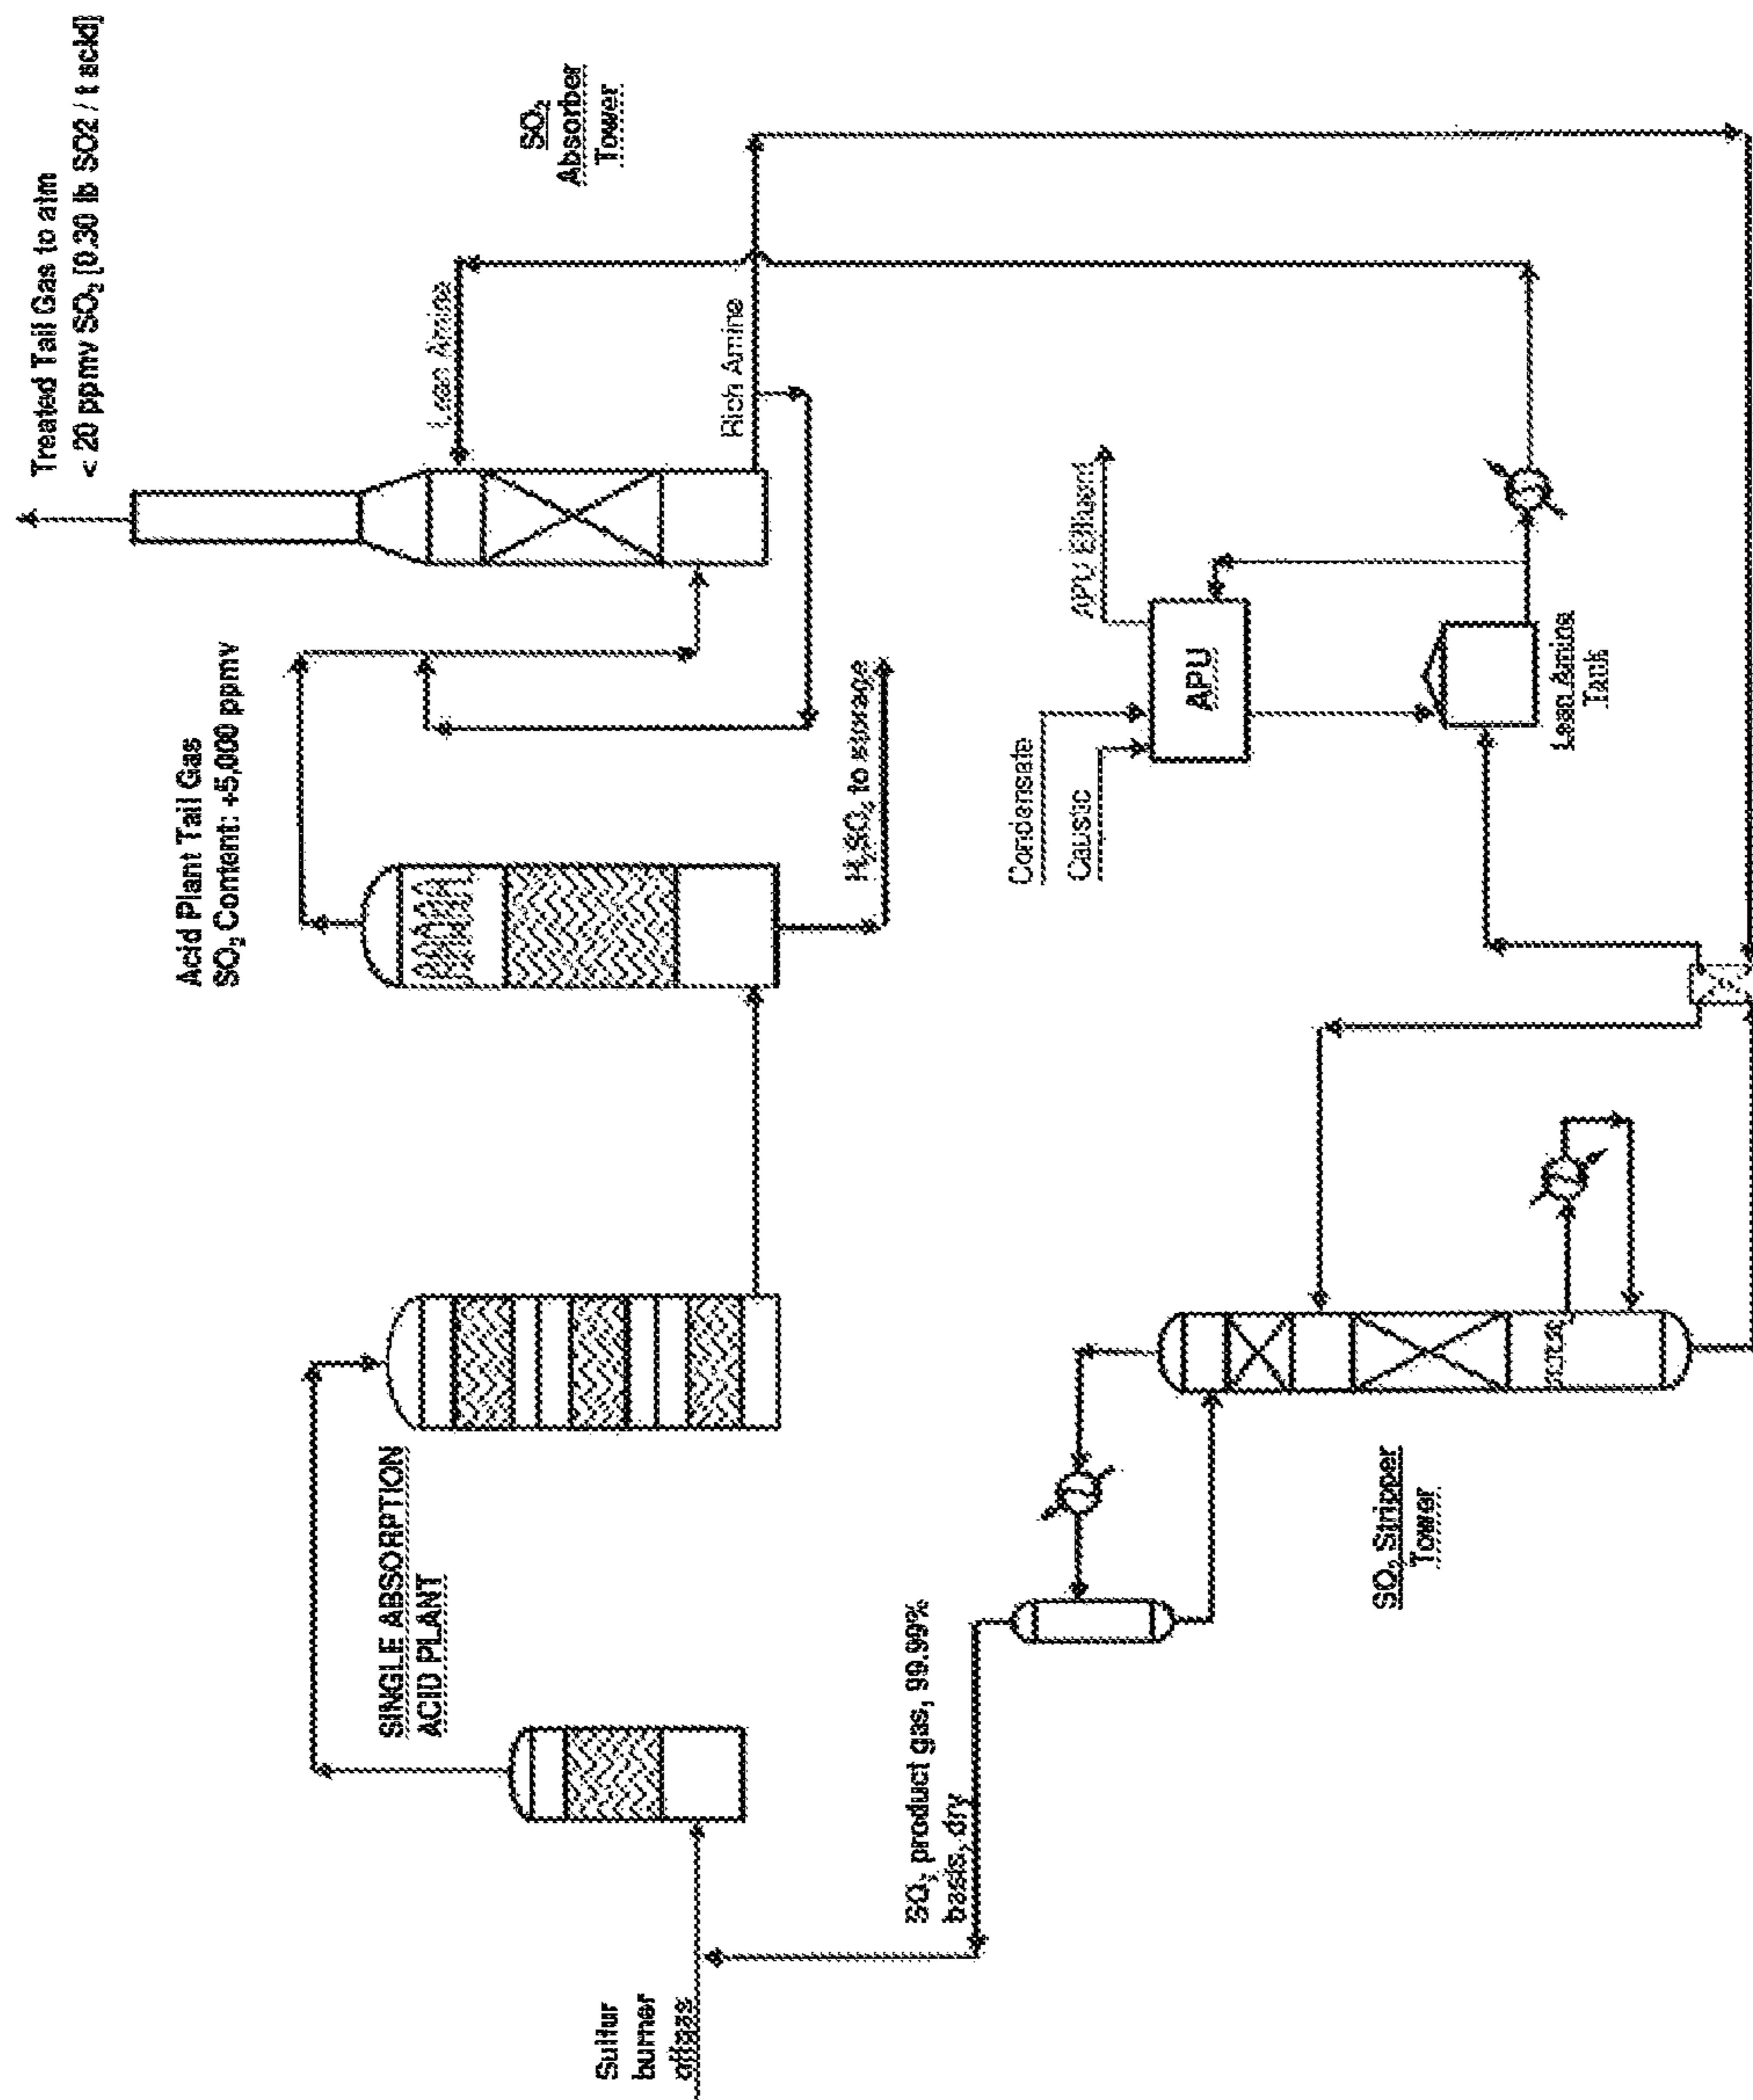 Treated Tail Gas to atm
< 20 ppmv SO₂ [0.30 lb SO2 / t acid]
Acid Plant Tail Gas
SO₂ Content: +5,000 ppmv
SO₂
Absorber
Tower
Lean Amine
Rich Amine
SINGLE ABSORPTION
ACID PLANT
H₂SO₄ to storage
Sulfur
burner
offgas
SO₂ product gas, 99.99%
basis, dry
Condensate
Caustic
APU Effluent
APU
Lean Amine
Tank
SO₂ Stripper
Tower